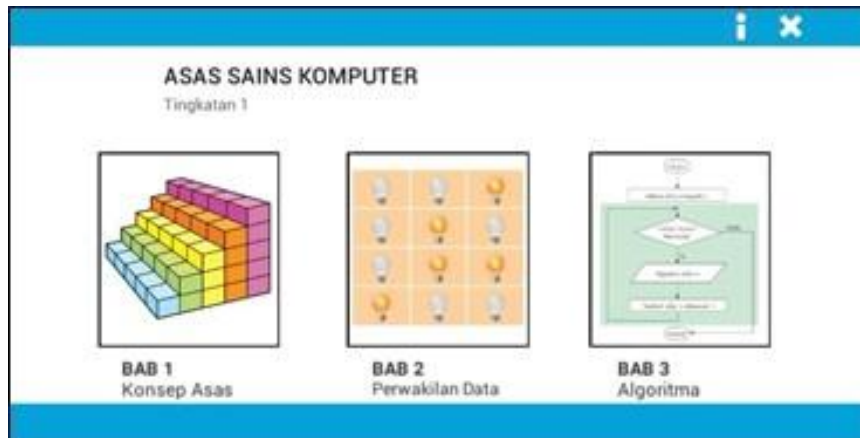 ASAS SAINS KOMPUTER
Tingkatan 1
BAB 1
Konsep Asas
BAB 2
Perwakilan Data
BAB 3
Algoritma